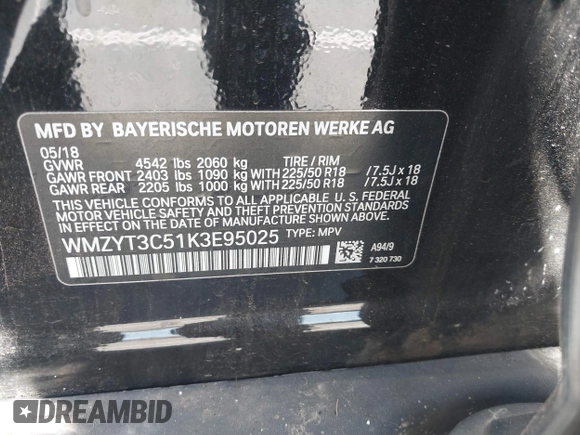 MFD BY BAYERISCHE MOTOREN WERKE AG
05/18
GVWR 4542 lbs 2060 kg TIRE / RIM
GAWR FRONT 2403 lbs 1090 kg WITH 225/50 R18 /7.5J x 18
GAWR REAR 2205 lbs 1000 kg WITH 225/50 R18 /7.5J x 18
THIS VEHICLE CONFORMS TO ALL APPLICABLE U. S. FEDERAL
MOTOR VEHICLE SAFETY AND THEFT PREVENTION STANDARDS
IN EFFECT ON THE DATE OF MANUFACTURE SHOWN ABOVE.
WMZYT3C51K3E95025 TYPE: MPV
A94/9
7 320 730
DREAMBID